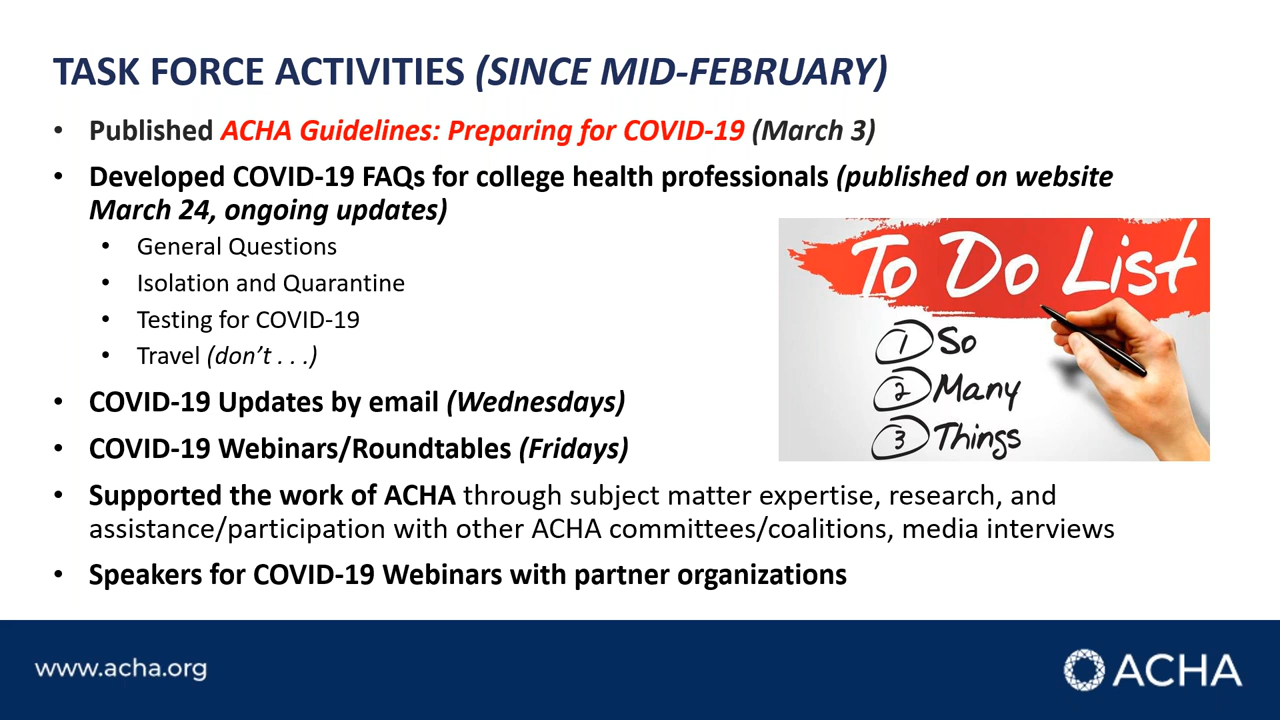 TASK FORCE ACTIVITIES (SINCE MID-FEBRUARY)
• Published ACHA Guidelines: Preparing for COVID-19 (March 3)
• Developed COVID-19 FAQs for college health professionals (published on website
March 24, ongoing updates)
• General Questions
• Isolation and Quarantine
• Testing for COVID-19
• Travel (don’t . . .)
• COVID-19 Updates by email (Wednesdays)
• COVID-19 Webinars/Roundtables (Fridays)
• Supported the work of ACHA through subject matter expertise, research, and
assistance/participation with other ACHA committees/coalitions, media interviews
• Speakers for COVID-19 Webinars with partner organizations
To Do List
1 So
2 Many
3 Things
www.acha.org
ACHA